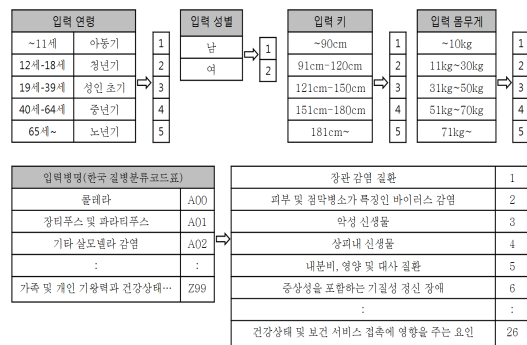 입력 연령
~11세 아동기 1
12세-18세 청년기 2
19세-39세 성인 초기 3
40세-64세 중년기 4
65세~ 노년기 5
입력 성별
남 1
여 2
입력 키
~90cm 1
91cm-120cm 2
121cm-150cm 3
151cm-180cm 4
181cm~ 5
입력 몸무게
~10kg 1
11kg~30kg 2
31kg~50kg 3
51kg~70kg 4
71kg~ 5
입력병명(한국 질병분류코드표)
콜레라 A00
장티푸스 및 파라티푸스 A01
기타 살모넬라 감염 A02
: :
가족 및 개인 기왕력과 건강상태… Z99
장관 감염 질환 1
피부 및 점막병소가 특징인 바이러스 감염 2
악성 신생물 3
상피내 신생물 4
내분비, 영양 및 대사 질환 5
증상성을 포함하는 기질성 정신 장애 6
: :
건강상태 및 보건 서비스 접촉에 영향을 주는 요인 26